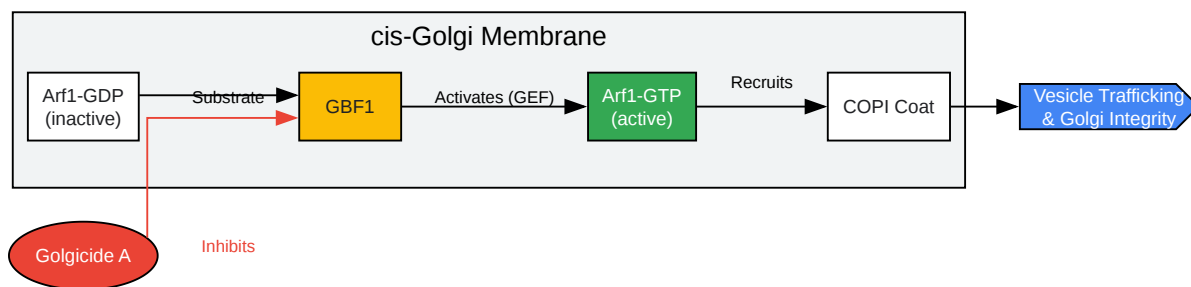 cis-Golgi Membrane
Arf1-GDP
(inactive)
Substrate
GBF1
Activates (GEF)
Arf1-GTP
(active)
Recruits
COPI Coat
Vesicle Trafficking
& Golgi Integrity
Golgicide A
Inhibits